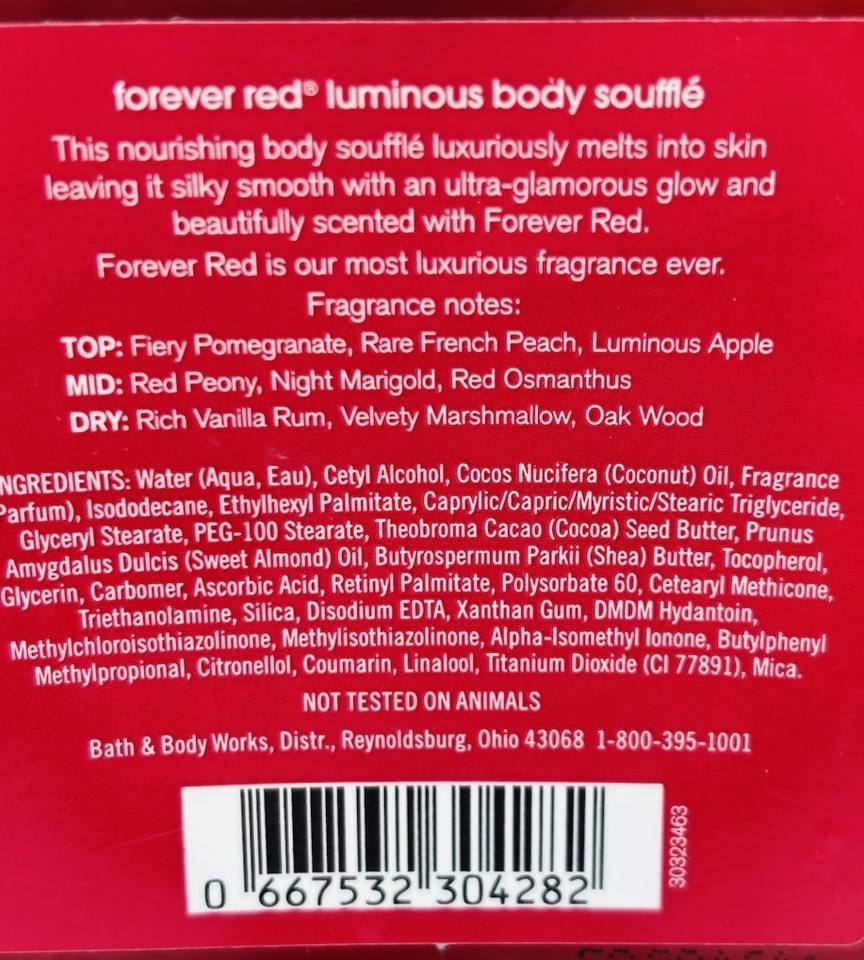 forever red® luminous body soufflé
This nourishing body soufflé luxuriously melts into skin
leaving it silky smooth with an ultra-glamorous glow and
beautifully scented with Forever Red.
Forever Red is our most luxurious fragrance ever.
Fragrance notes:
TOP: Fiery Pomegranate, Rare French Peach, Luminous Apple
MID: Red Peony, Night Marigold, Red Osmanthus
DRY: Rich Vanilla Rum, Velvety Marshmallow, Oak Wood
NGREDIENTS: Water (Aqua, Eau), Cetyl Alcohol, Cocos Nucifera (Coconut) Oil, Fragrance
Parfum), Isododecane, Ethylhexyl Palmitate, Caprylic/Capric/Myristic/Stearic Triglyceride,
Glyceryl Stearate, PEG-100 Stearate, Theobroma Cacao (Cocoa) Seed Butter, Prunus
Amygdalus Dulcis (Sweet Almond) Oil, Butyrospermum Parkii (Shea) Butter, Tocopherol,
Glycerin, Carbomer, Ascorbic Acid, Retinyl Palmitate, Polysorbate 60, Cetearyl Methicone,
Triethanolamine, Silica, Disodium EDTA, Xanthan Gum, DMDM Hydantoin,
Methylchloroisothiazolinone, Methylisothiazolinone, Alpha-Isomethyl Ionone, Butylphenyl
Methylpropional, Citronellol, Coumarin, Linalool, Titanium Dioxide (CI 77891), Mica.
NOT TESTED ON ANIMALS
Bath & Body Works, Distr., Reynoldsburg, Ohio 43068 1-800-395-1001
0 667532 304282
30323463